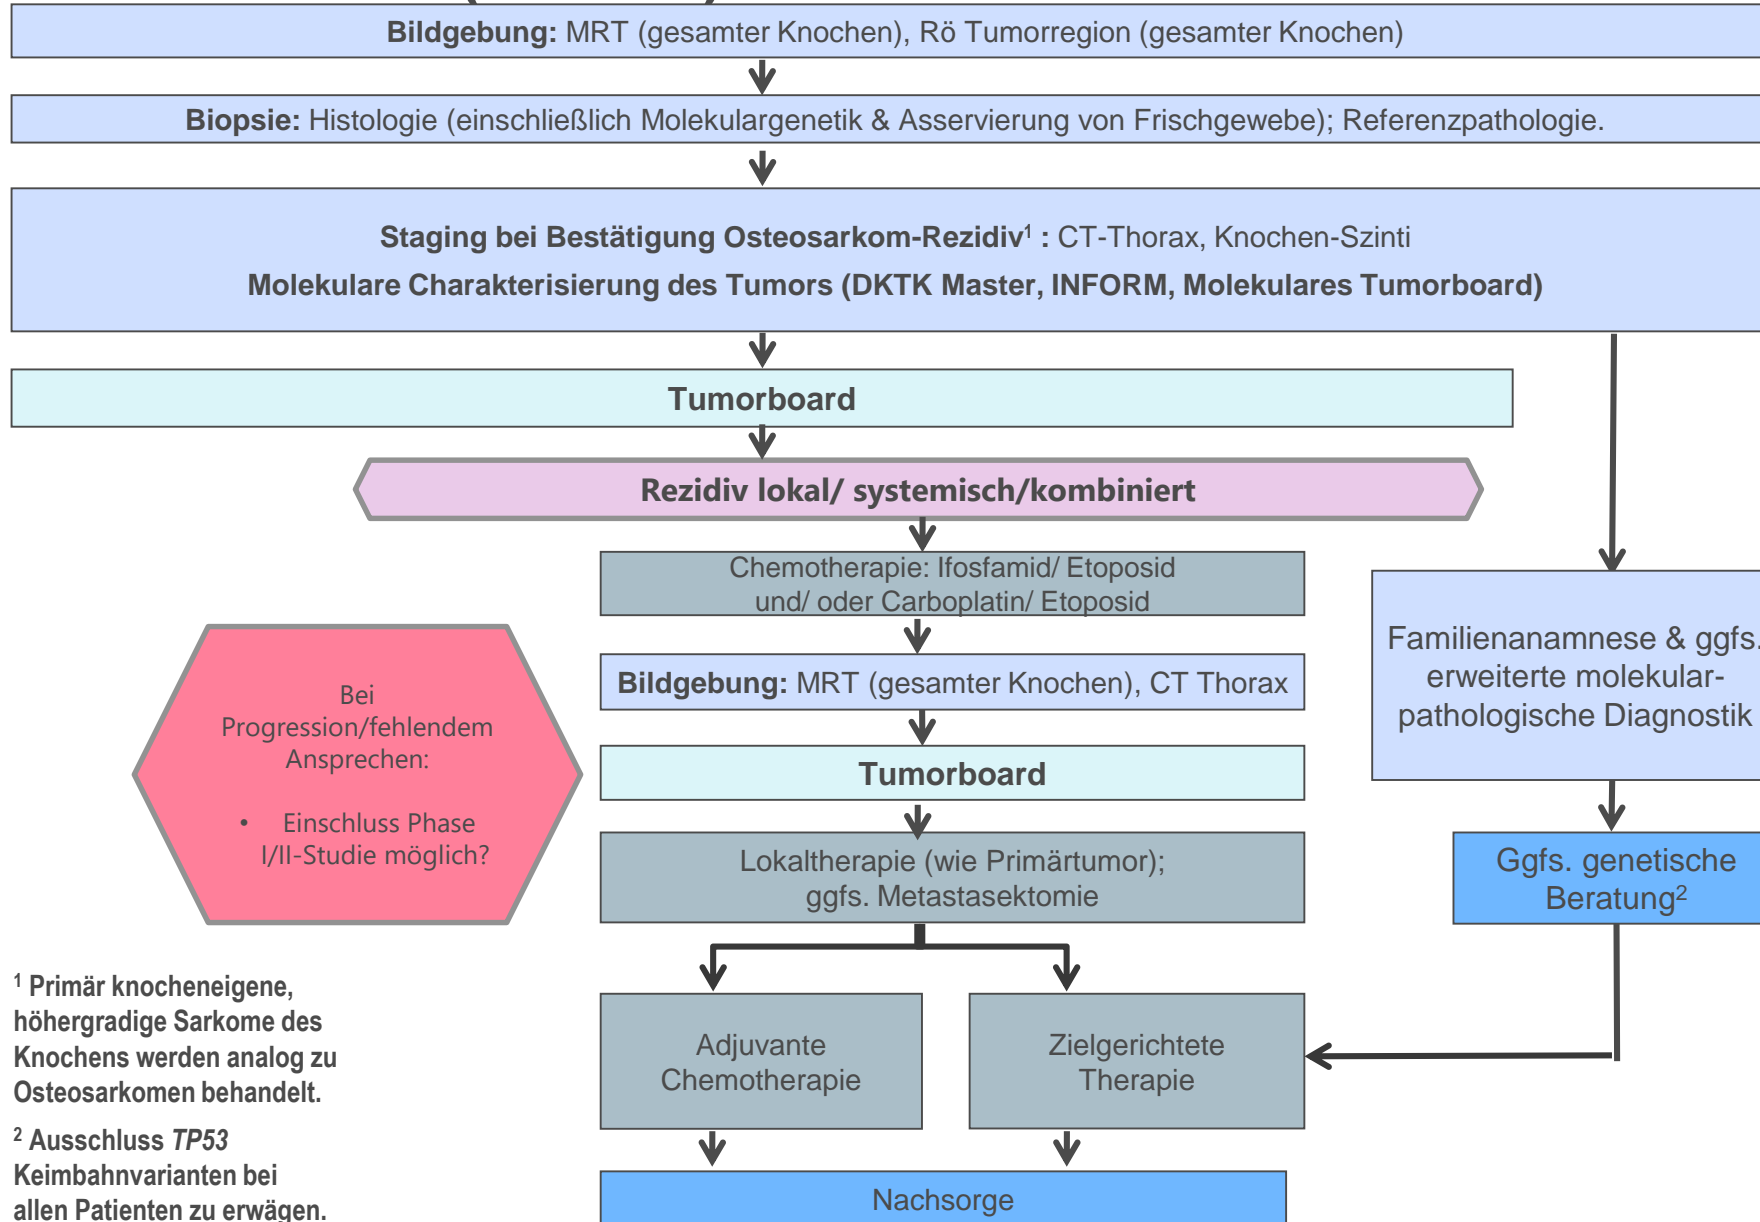 Bildgebung: MRT (gesamter Knochen), Rö Tumorregion (gesamter Knochen)
Biopsie: Histologie (einschließlich Molekulargenetik & Asservierung von Frischgewebe); Referenzpathologie.
Staging bei Bestätigung Osteosarkom-Rezidiv¹ : CT-Thorax, Knochen-Szinti
Molekulare Charakterisierung des Tumors (DKTK Master, INFORM, Molekulares Tumorboard)
Tumorboard
Rezidiv lokal/ systemisch/kombiniert
Chemotherapie: Ifosfamid/ Etoposid
und/ oder Carboplatin/ Etoposid
Bildgebung: MRT (gesamter Knochen), CT Thorax
Tumorboard
Lokaltherapie (wie Primärtumor);
ggfs. Metastasektomie
Adjuvante
Chemotherapie
Zielgerichtete
Therapie
Nachsorge
Familienanamnese & ggfs.
erweiterte molekular-
pathologische Diagnostik
Ggfs. genetische
Beratung²
Bei
Progression/fehlendem
Ansprechen:
• Einschluss Phase
I/II-Studie möglich?
¹ Primär knocheneigene,
höhergradige Sarkome des
Knochens werden analog zu
Osteosarkomen behandelt.
² Ausschluss TP53
Keimbahnvarianten bei
allen Patienten zu erwägen.